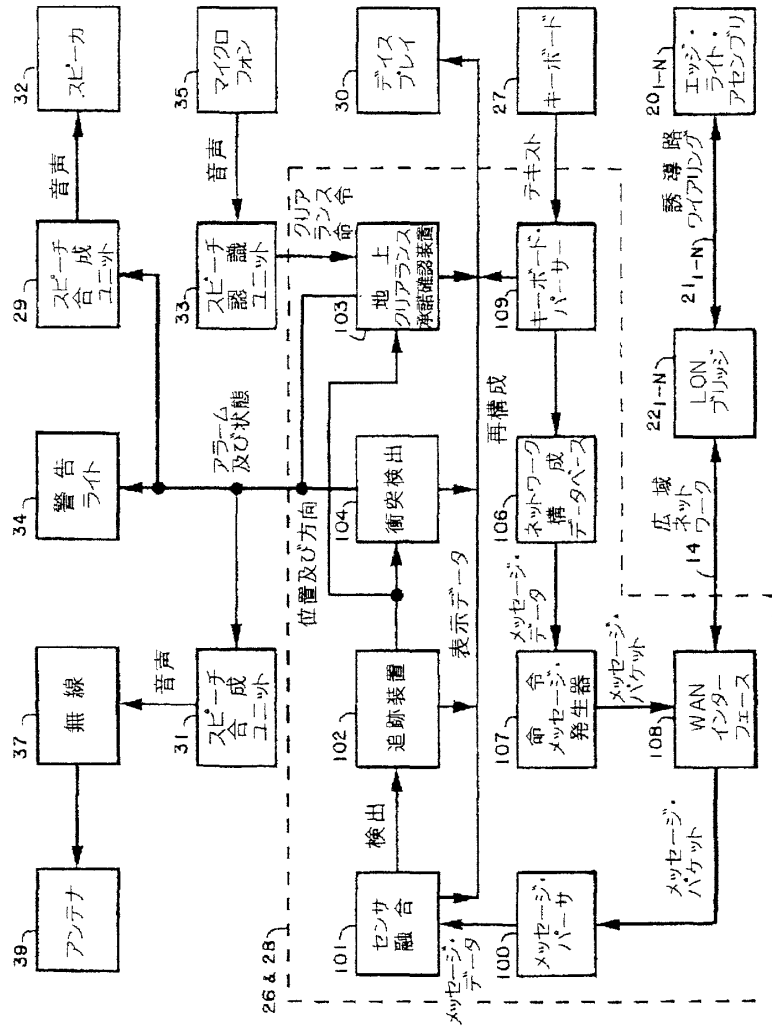 39
アンテナ
37
無線
34
警告
ライト
29
スピーチ
合成
ユニット
音声
32
スピーカ
音声
31
スピーチ
合成
ユニット
アラーム
及び状態
33
スピーチ
認識
ユニット
音声
35
マイクロ
フォン
26 & 28
位置及び方向
クリア
ランス令
命
101
センサ
融合
検出
102
追跡装置
104
衝突検出
103
地上
クリアランス
承諾確認装置
30
ディス
プレイ
メッセージ・
データ
表示データ
再構成
テキスト
100
メッセージ・
パーサ
107
命令
メッセージ・
発生器
メッセージ・
データ
106
ネットワーク
構成
データベース
109
キーボード・
パーサー
27
キーボード
メッセージ・
パケット
メッセージ・
パケット
108
WAN
インター
フェース
14
広域
ネット
ワーク
22 1-N
LON
ブリッジ
21 1-N
誘導路
ワイアリング
20 1-N
エッジ・
ライト・
アセンブリ